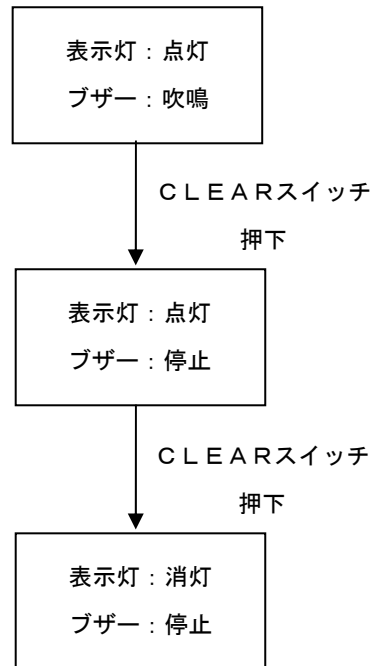 表示灯：点灯
ブザー：吹鳴
ＣＬＥＡＲスイッチ
押下
表示灯：点灯
ブザー：停止
ＣＬＥＡＲスイッチ
押下
表示灯：消灯
ブザー：停止